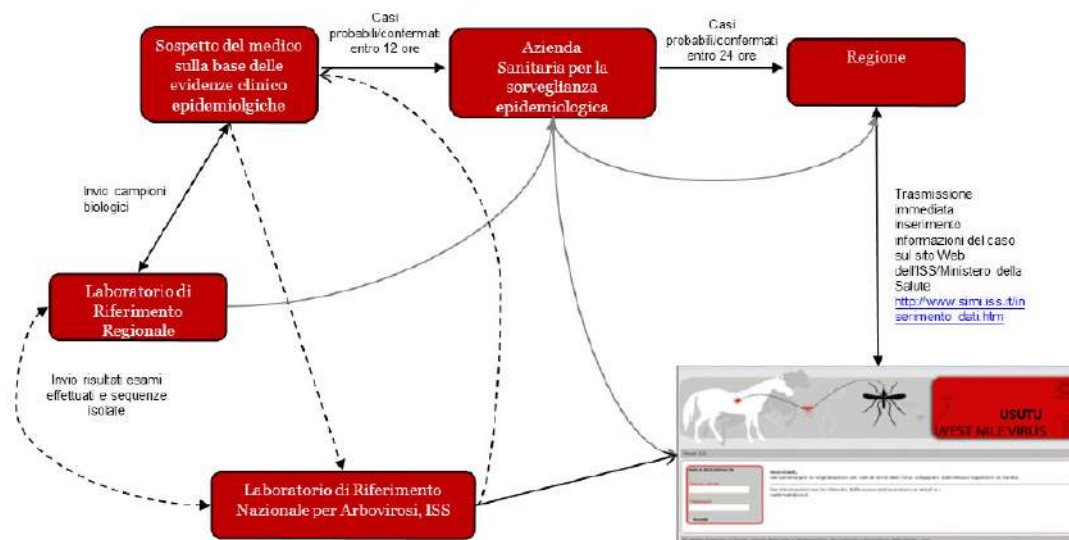 Sospetto del medico
sulla base delle
evidenze clinico
epidemiolgiche
Casi
probabili/confermati
entro 12 ore
Azienda
Sanitaria per la
sorveglianza
epidemiologica
Casi
probabili/confermati
entro 24 ore
Regione
Invio campioni
biologici
Trasmissione
immediata
inserimento
informazioni del caso
sul sito Web
dell'ISS/Ministero della
Salute
http://www.simi.iss.it/in
serimento_dati.htm
Laboratorio di
Riferimento
Regionale
Invio risultati esami
effettuati e sequenze
isolate
Laboratorio di Riferimento
Nazionale per Arbovirosi, ISS
USUTU
WEST NILE VIRUS